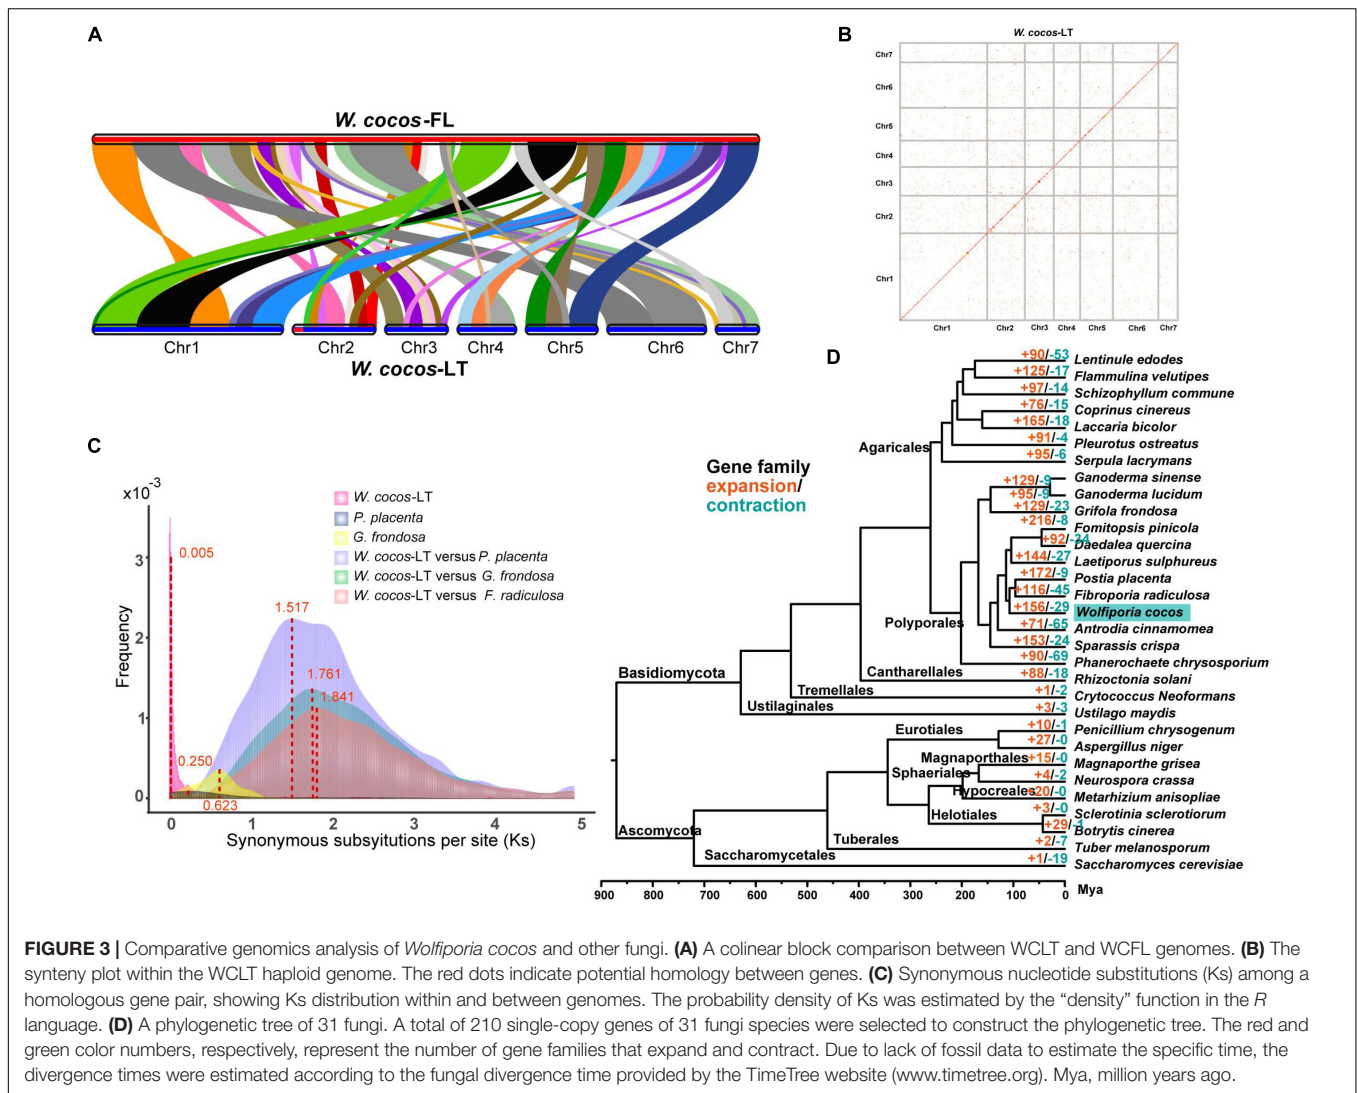 A
W. cocos-FL
Chr1
Chr2
Chr3
Chr4
Chr5
Chr6
Chr7
W. cocos-LT
B
W. cocos-LT
Chr7
Chr6
Chr5
Chr4
Chr3
Chr2
Chr1
Chr1
Chr2
Chr3
Chr4
Chr5
Chr6
Chr7
C
x10-3
Frequency
3
2
1
0
0.005
1.517
1.761
1.841
0.250
0.623
W. cocos-LT
P. placenta
G. frondosa
W. cocos-LT versus P. placenta
W. cocos-LT versus G. frondosa
W. cocos-LT versus F. radiculosa
0 1 2 3 4 5
Synonymous subsyitutions per site (Ks)
D
Gene family
expansion/
contraction
Agaricales
Polyporales
Cantharellales
Basidiomycota
Tremellales
Ustilaginales
Eurotiales
Magnaporthales
Sphaeriales
Hypocreales
Helotiales
Ascomycota
Tuberales
Saccharomycetales
+90/-53 Lentinule edodes
+125/-17 Flammulina velutipes
+97/-14 Schizophyllum commune
+76/-15 Coprinus cinereus
+165/-18 Laccaria bicolor
+91/-4 Pleurotus ostreatus
+95/-6 Serpula lacrymans
+129/-9 Ganoderma sinense
+95/-9 Ganoderma lucidum
+129/-23 Grifola frondosa
+216/-8 Fomitopsis pinicola
+92/-34 Daedalea quercina
+144/-27 Laetiporus sulphureus
+172/-9 Postia placenta
+116/-45 Fibroporia radiculosa
+156/-29 Wolfiporia cocos
+71/-65 Antrodia cinnamomea
+153/-24 Sparassis crispa
+90/-69 Phanerochaete chrysosporium
+88/-18 Rhizoctonia solani
+1/-2 Crytococcus Neoformans
+3/-3 Ustilago maydis
+10/-1 Penicillium chrysogenum
+27/-0 Aspergillus niger
+15/-0 Magnaporthe grisea
+4/-2 Neurospora crassa
+20/-0 Metarhizium anisopliae
+3/-0 Sclerotinia sclerotiorum
+29/-1 Botrytis cinerea
+2/-7 Tuber melanosporum
+1/-19 Saccharomyces cerevisiae
900 800 700 600 500 400 300 200 100 0 Mya
FIGURE 3 | Comparative genomics analysis of Wolfiporia cocos and other fungi. (A) A colinear block comparison between WCLT and WCFL genomes. (B) The
synteny plot within the WCLT haploid genome. The red dots indicate potential homology between genes. (C) Synonymous nucleotide substitutions (Ks) among a
homologous gene pair, showing Ks distribution within and between genomes. The probability density of Ks was estimated by the “density” function in the R
language. (D) A phylogenetic tree of 31 fungi. A total of 210 single-copy genes of 31 fungi species were selected to construct the phylogenetic tree. The red and
green color numbers, respectively, represent the number of gene families that expand and contract. Due to lack of fossil data to estimate the specific time, the
divergence times were estimated according to the fungal divergence time provided by the TimeTree website (www.timetree.org). Mya, million years ago.